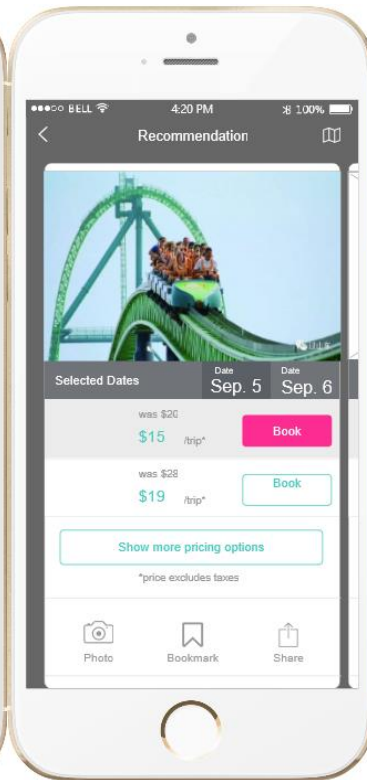 BELL 4:20 PM 100%
Recommendation
Selected Dates
Date
Sep. 5
Date
Sep. 6
was $20
$15 /trip*
Book
was $28
$19 /trip*
Book
Show more pricing options
*price excludes taxes
Photo
Bookmark
Share